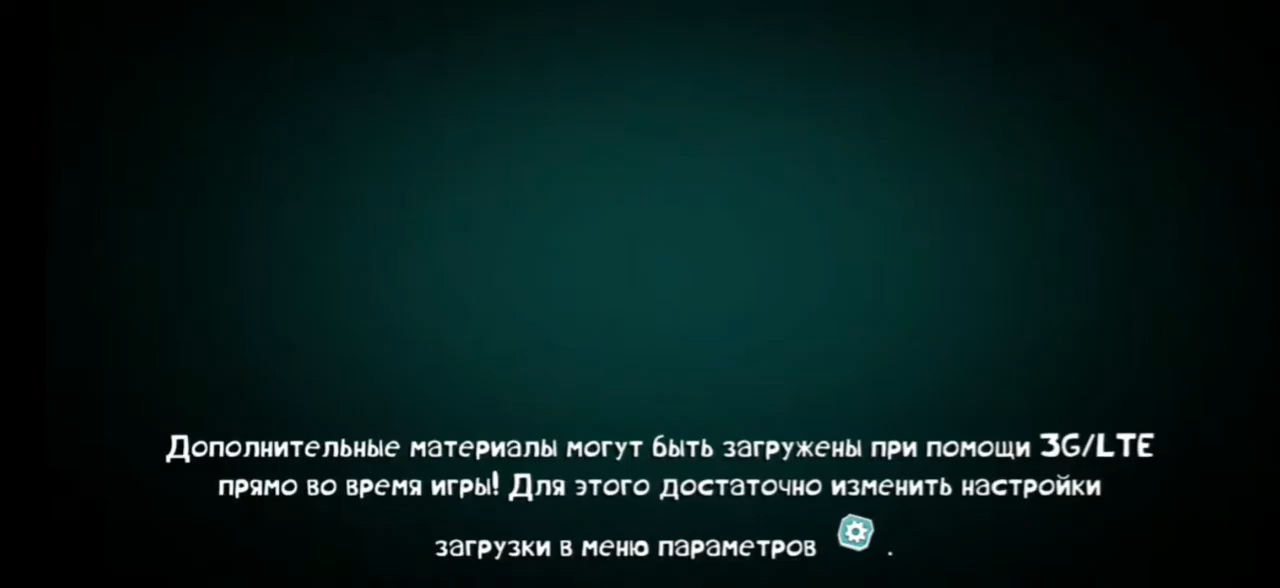 Дополнительные материалы могут быть загружены при помощи 3G/LTE
прямо во время игры! Для этого достаточно изменить настройки
загрузки в меню параметров .